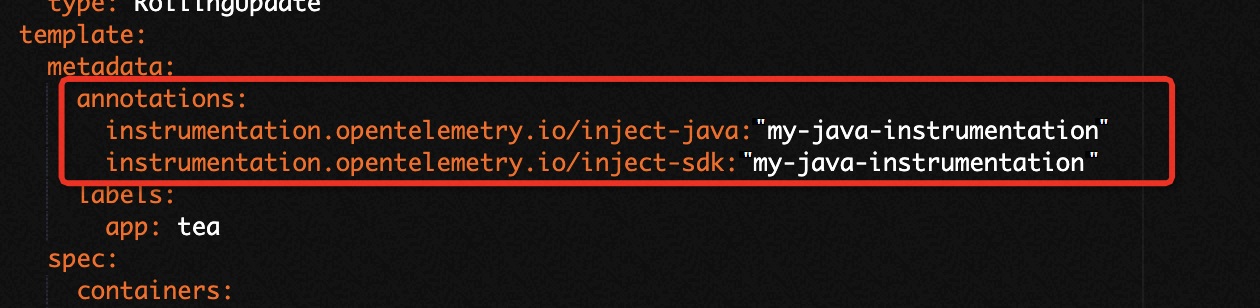 type: RollingUpdate
template:
metadata:
annotations:
instrumentation.opentelemetry.io/inject-java:"my-java-instrumentation"
instrumentation.opentelemetry.io/inject-sdk:"my-java-instrumentation"
labels:
app: tea
spec:
containers: